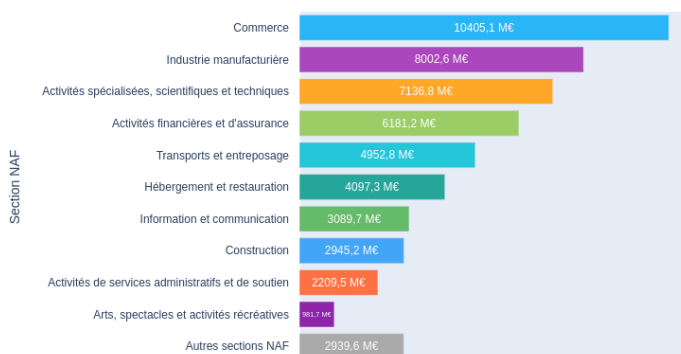 Section NAF
Commerce
10405,1 M€
Industrie manufacturière
8002,6 M€
Activités spécialisées, scientifiques et techniques
7136,8 M€
Activités financières et d'assurance
6181,2 M€
Transports et entreposage
4952,8 M€
Hébergement et restauration
4097,3 M€
Information et communication
3089,7 M€
Construction
2945,2 M€
Activités de services administratifs et de soutien
2209,5 M€
Arts, spectacles et activités récréatives
981,7 M€
Autres sections NAF
2939,6 M€